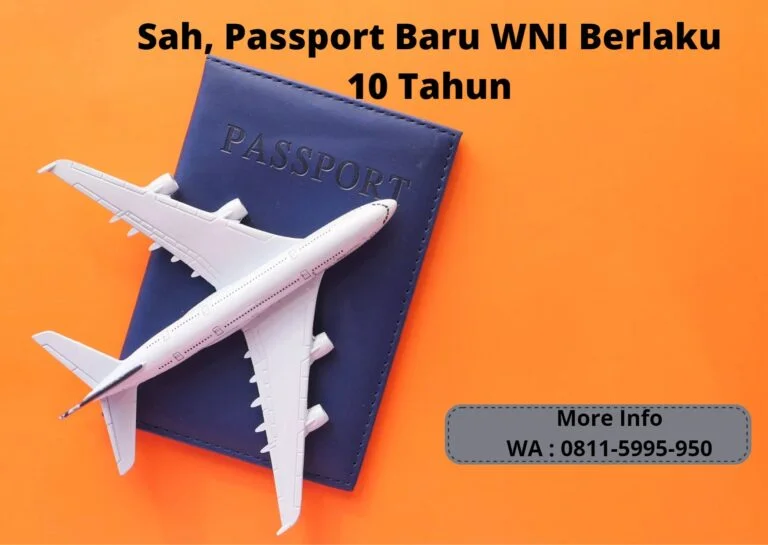 Sah, Passport Baru WNI Berlaku
10 Tahun
PASSPORT
More Info
WA : 0811-5995-950